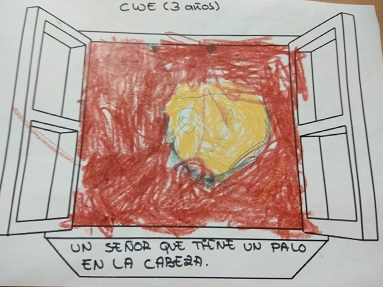 CWE (3 años)
UN SEÑOR QUE TIENE UN PALO
EN LA CABEZA.